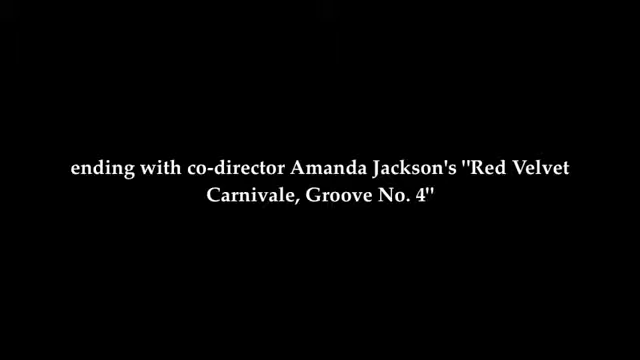 ending with co-director Amanda Jackson's "Red Velvet
Carnivale, Groove No. 4"